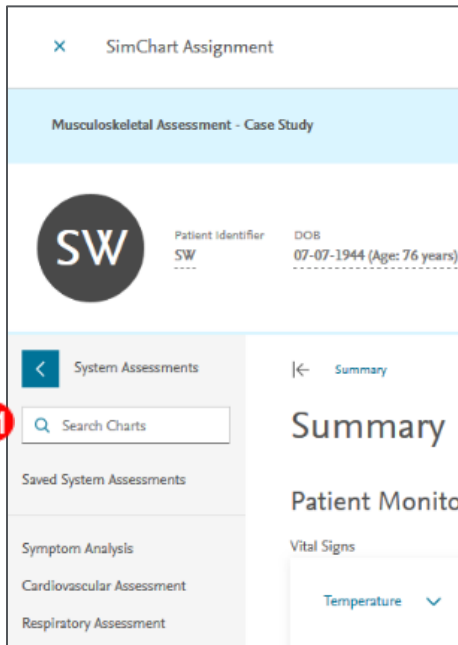 × SimChart Assignment
Musculoskeletal Assessment - Case Study
SW
Patient Identifier
SW
DOB
07-07-1944 (Age: 76 years)
System Assessments
Search Charts
Saved System Assessments
Symptom Analysis
Cardiovascular Assessment
Respiratory Assessment
Summary
Summary
Patient Monito
Vital Signs
Temperature